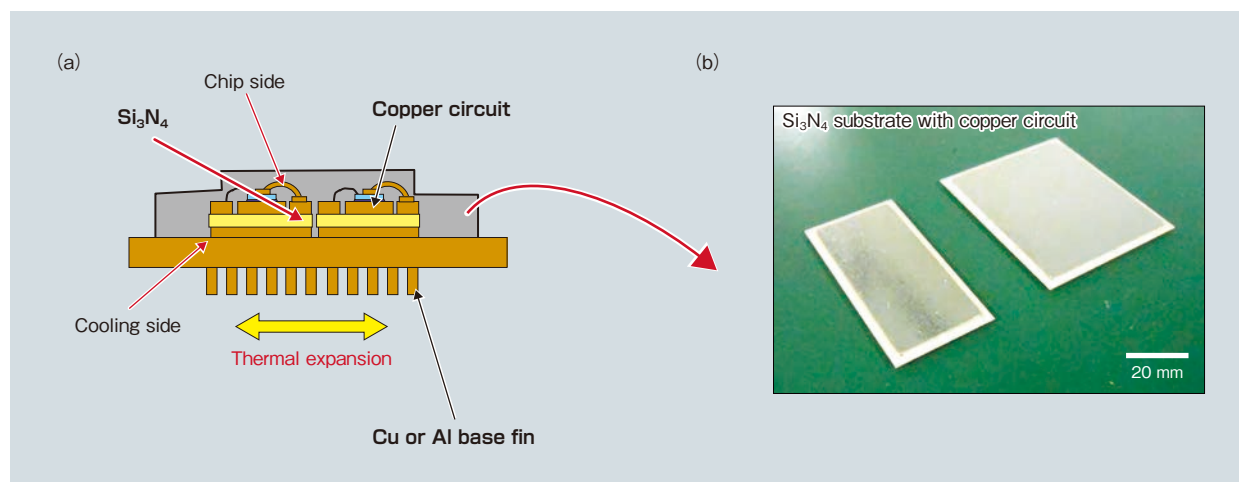 (a)
Chip side
Si₃N₄
Copper circuit
Cooling side
Thermal expansion
Cu or Al base fin
(b)
Si₃N₄ substrate with copper circuit
20 mm